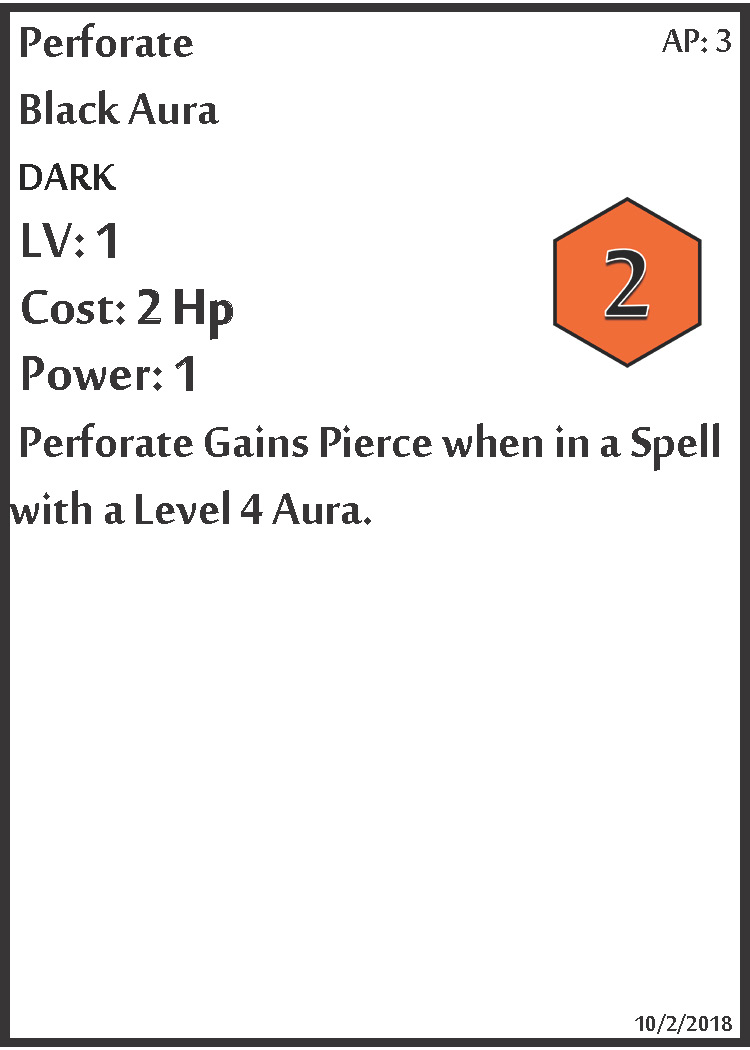 Perforate
AP: 3
Black Aura
DARK
LV: 1
2
Cost: 2 Hp
Power: 1
Perforate Gains Pierce when in a Spell
with a Level 4 Aura.
10/2/2018